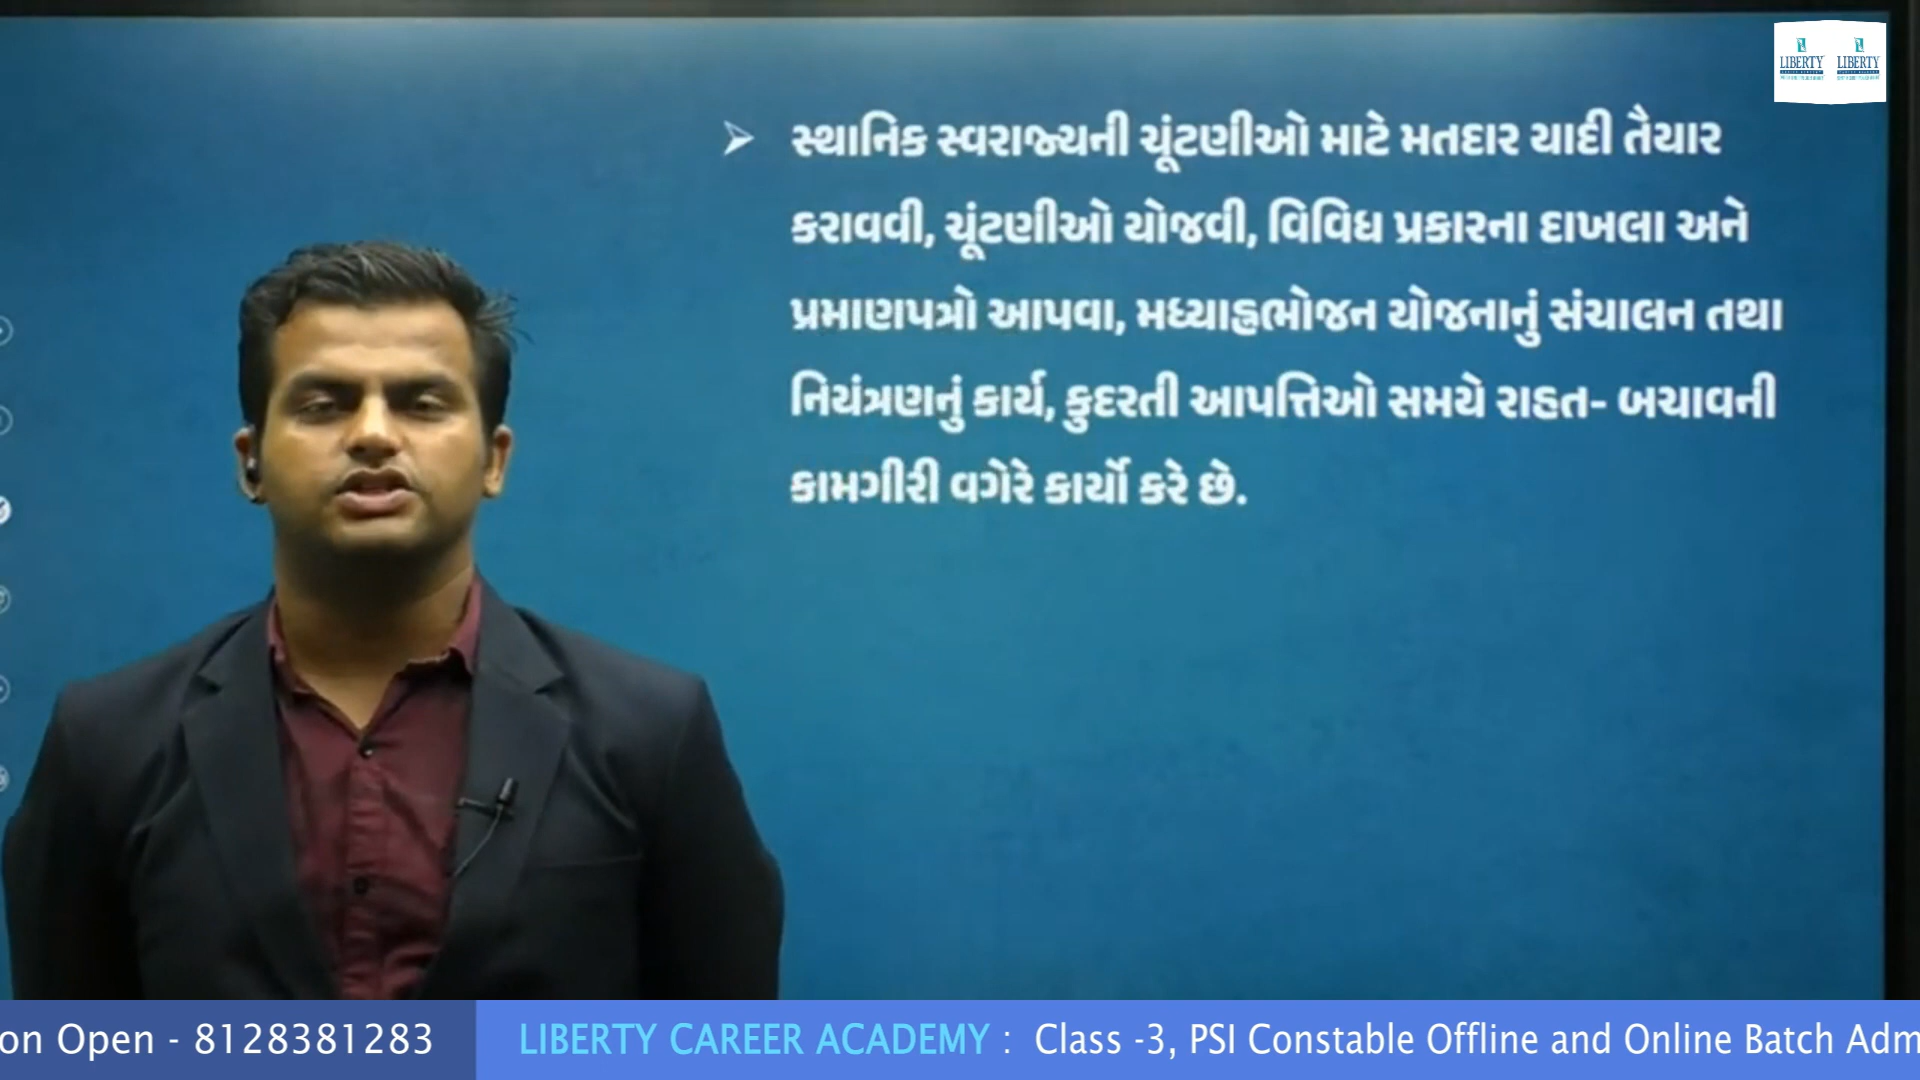 LIBERTY LIBERTY
➢ સ્થાનિક સ્વરાજ્યની ચૂંટણીઓ માટે મતદાર યાદી તૈયાર
કરાવવી, ચૂંટણીઓ યોજવી, વિવિધ પ્રકારના દાખલા અને
પ્રમાણપત્રો આપવા, મધ્યાહ્નભોજન યોજનાનું સંચાલન તથા
નિયંત્રણનું કાર્ય, કુદરતી આપત્તિઓ સમયે રાહત- બચાવની
કામગીરી વગેરે કાર્યો કરે છે.
on Open - 8128381283 LIBERTY CAREER ACADEMY : Class -3, PSI Constable Offline and Online Batch Adm